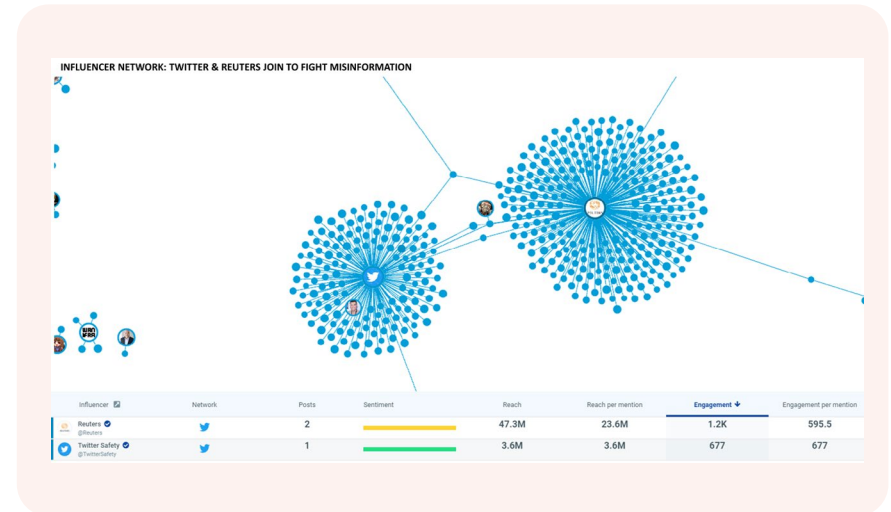 INFLUENCER NETWORK: TWITTER & REUTERS JOIN TO FIGHT MISINFORMATION
WAN
IFRA
Influencer Network Posts Sentiment Reach Reach per mention Engagement Engagement per mention
Reuters 2 47.3M 23.6M 1.2K 595.5
@Reuters
Twitter Safety 1 3.6M 3.6M 677 677
@TwitterSafety